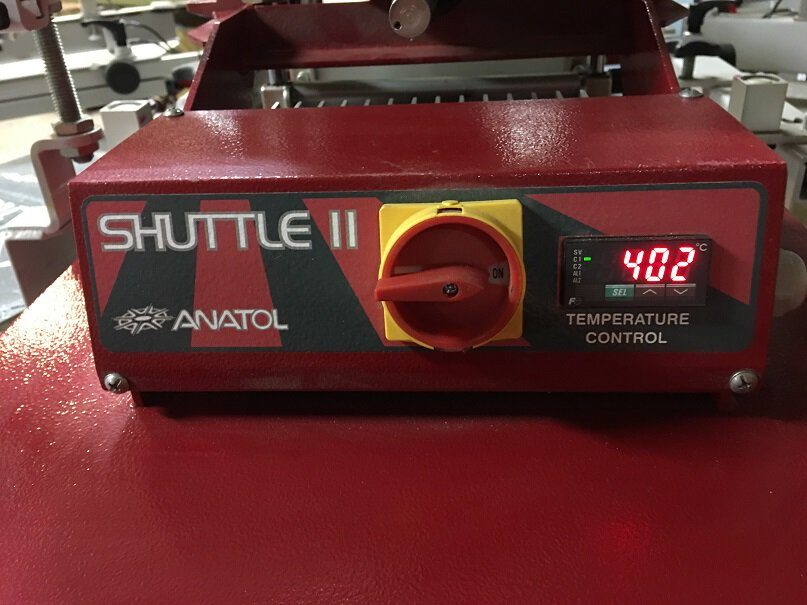 SHUTTLE II
ANATOL
ON
SV
C1
C2
AL1
AL2
402
°C
F
SEL
TEMPERATURE
CONTROL